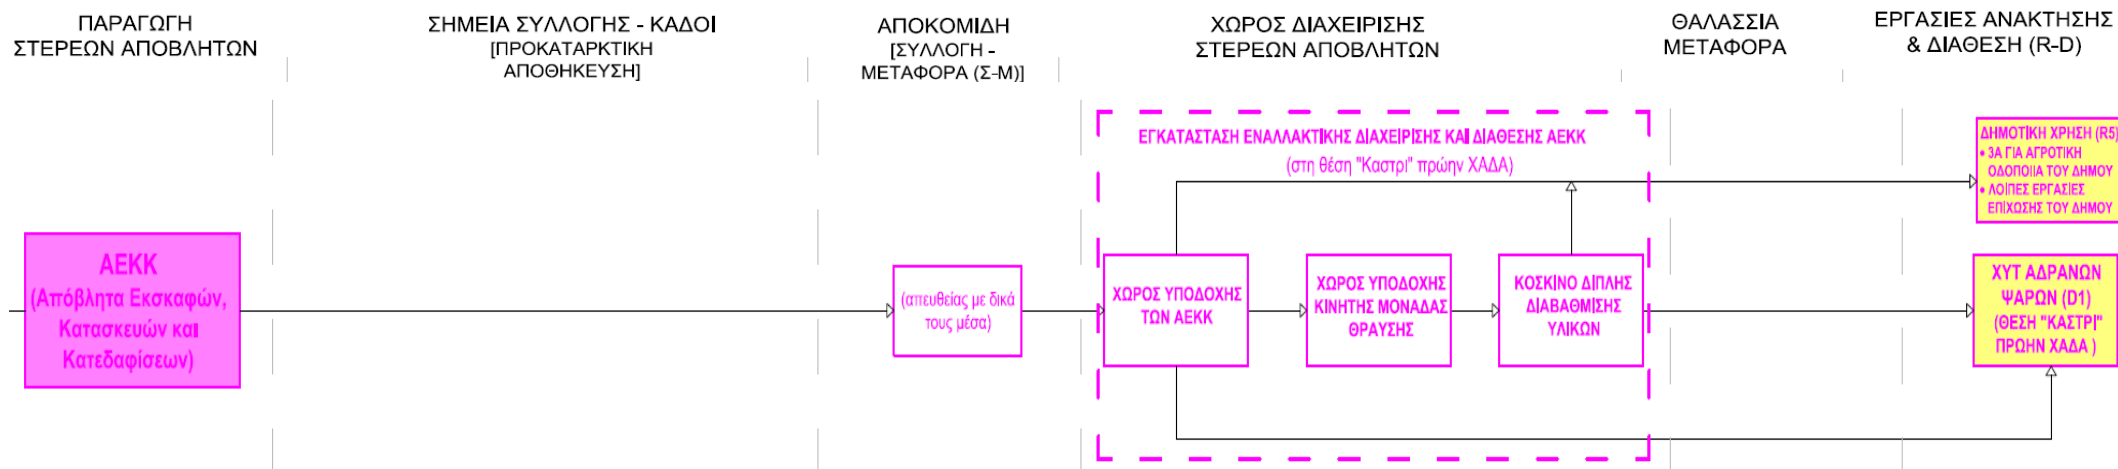 ΠΑΡΑΓΩΓΗ
ΣΤΕΡΕΩΝ ΑΠΟΒΛΗΤΩΝ
ΣΗΜΕΙΑ ΣΥΛΛΟΓΗΣ - ΚΑΔΟΙ
[ΠΡΟΚΑΤΑΡΚΤΙΚΗ
ΑΠΟΘΗΚΕΥΣΗ]
ΑΠΟΚΟΜΙΔΗ
[ΣΥΛΛΟΓΗ -
ΜΕΤΑΦΟΡΑ (Σ-Μ)]
ΧΩΡΟΣ ΔΙΑΧΕΙΡΙΣΗΣ
ΣΤΕΡΕΩΝ ΑΠΟΒΛΗΤΩΝ
ΘΑΛΑΣΣΙΑ
ΜΕΤΑΦΟΡΑ
ΕΡΓΑΣΙΕΣ ΑΝΑΚΤΗΣΗΣ
& ΔΙΑΘΕΣΗ (R-D)
ΑΕΚΚ
(Απόβλητα Εκσκαφών,
Κατασκευών και
Κατεδαφίσεων)
(απευθείας με δικά
τους μέσα)
ΕΓΚΑΤΑΣΤΑΣΗ ΕΝΑΛΛΑΚΤΙΚΗΣ ΔΙΑΧΕΙΡΙΣΗΣ ΚΑΙ ΔΙΑΘΕΣΗΣ ΑΕΚΚ
(στη θέση "Καστρι" πρώην ΧΑΔΑ)
ΧΩΡΟΣ ΥΠΟΔΟΧΗΣ
ΤΩΝ ΑΕΚΚ
ΧΩΡΟΣ ΥΠΟΔΟΧΗΣ
ΚΙΝΗΤΗΣ ΜΟΝΑΔΑΣ
ΘΡΑΥΣΗΣ
ΚΟΣΚΙΝΟ ΔΙΠΛΗΣ
ΔΙΑΒΑΘΜΙΣΗΣ
ΥΛΙΚΩΝ
ΔΗΜΟΤΙΚΗ ΧΡΗΣΗ (R5)
• 3Α ΓΙΑ ΑΓΡΟΤΙΚΗ
ΟΔΟΠΟΙΙΑ ΤΟΥ ΔΗΜΟΥ
• ΛΟΙΠΕΣ ΕΡΓΑΣΙΕΣ
ΕΠΙΧΩΣΗΣ ΤΟΥ ΔΗΜΟΥ
ΧΥΤ ΑΔΡΑΝΩΝ
ΨΑΡΩΝ (D1)
(ΘΕΣΗ "ΚΑΣΤΡΙ"
ΠΡΩΗΝ ΧΑΔΑ )